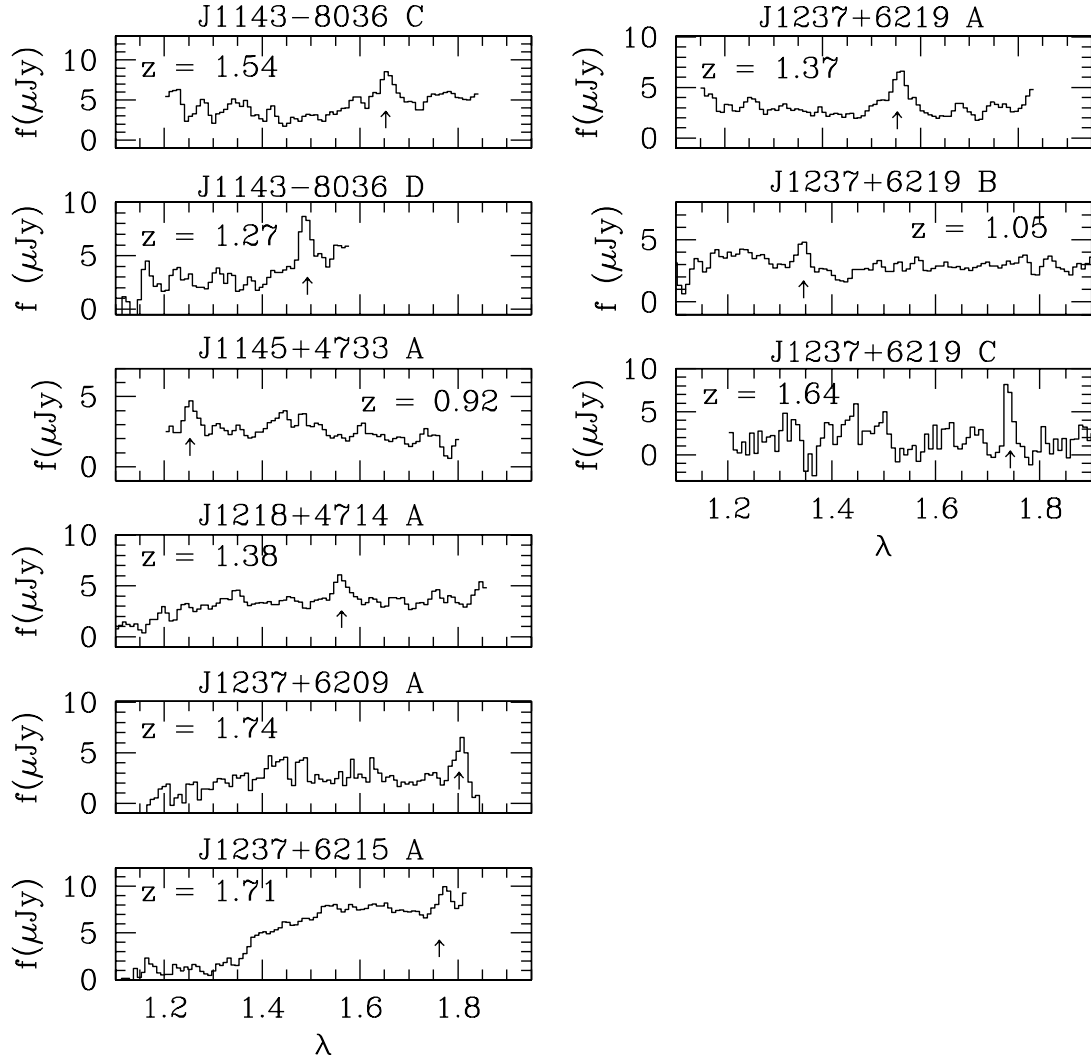 J1143−8036 C
10
5
0
f(μJy)
z = 1.54
J1143−8036 D
10
5
0
f (μJy)
z = 1.27
J1145+4733 A
5
0
f(μJy)
z = 0.92
J1218+4714 A
10
5
0
f(μJy)
z = 1.38
J1237+6209 A
10
5
0
f(μJy)
z = 1.74
J1237+6215 A
10
5
0
f(μJy)
z = 1.71
1.2 1.4 1.6 1.8
λ
J1237+6219 A
10
5
0
f(μJy)
z = 1.37
J1237+6219 B
5
0
f (μJy)
z = 1.05
J1237+6219 C
10
5
0
f(μJy)
z = 1.64
1.2 1.4 1.6 1.8
λ